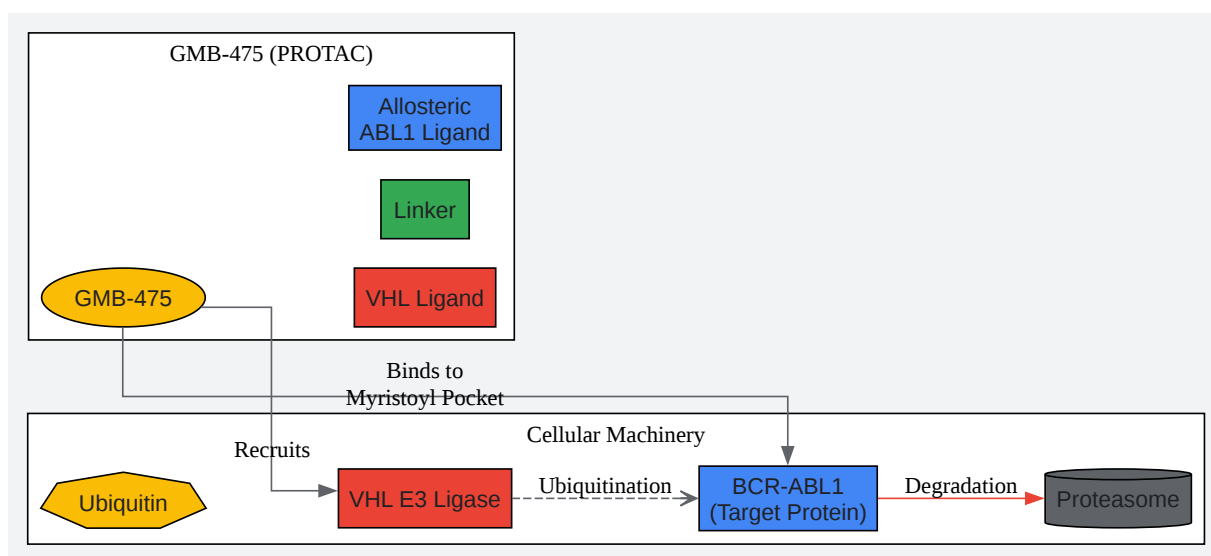 GMB-475 (PROTAC)
Allosteric
ABL1 Ligand
Linker
GMB-475
VHL Ligand
Binds to
Myristoyl Pocket
Cellular Machinery
Recruits
Ubiquitin
VHL E3 Ligase
Ubiquitination
BCR-ABL1
(Target Protein)
Degradation
Proteasome